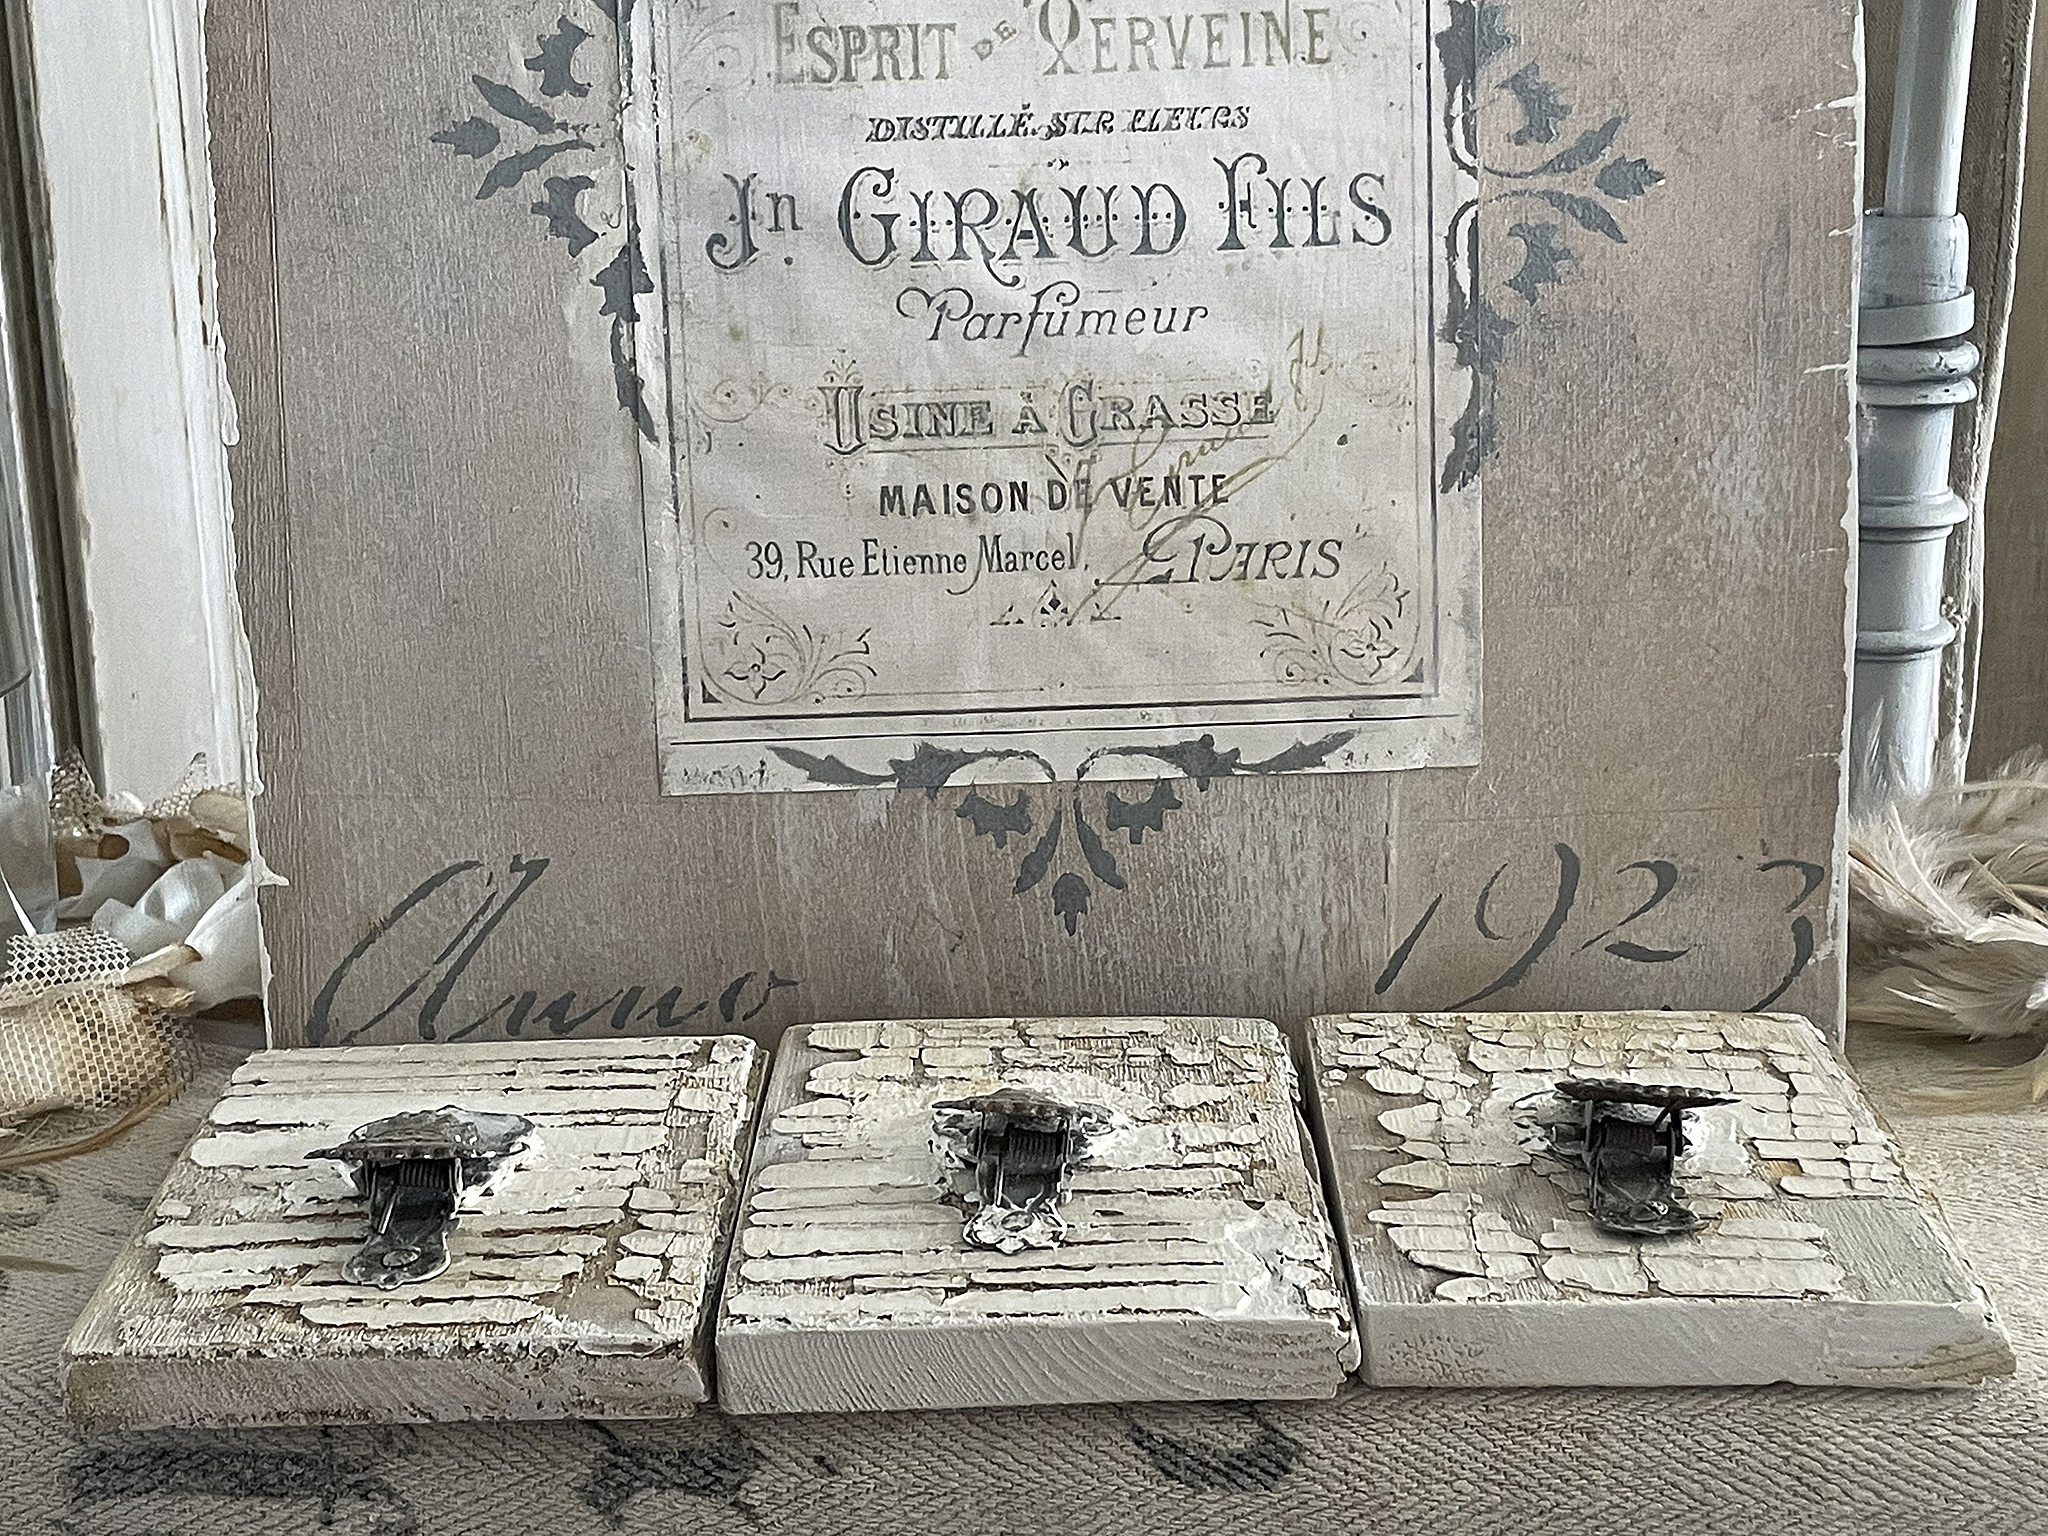 ESPRIT DE VERVEINE
DISTILLÉ SUR FLEURS
Jn. GIRAUD FILS
Parfumeur
USINE À GRASSE
MAISON DE VENTE
39, Rue Etienne Marcel, PARIS
Anno 1923